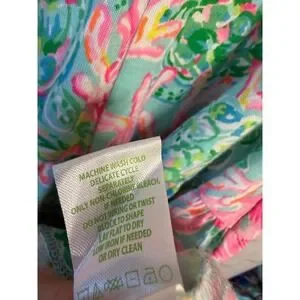 MACHINE WASH COLD
DELICATE CYCLE
SEPARATELY
ONLY NON-CHLORINE BLEACH
IF NEEDED
DO NOT WRING OR TWIST
BLOCK TO SHAPE
LAY FLAT TO DRY
LOW IRON IF NEEDED
OR DRY CLEAN